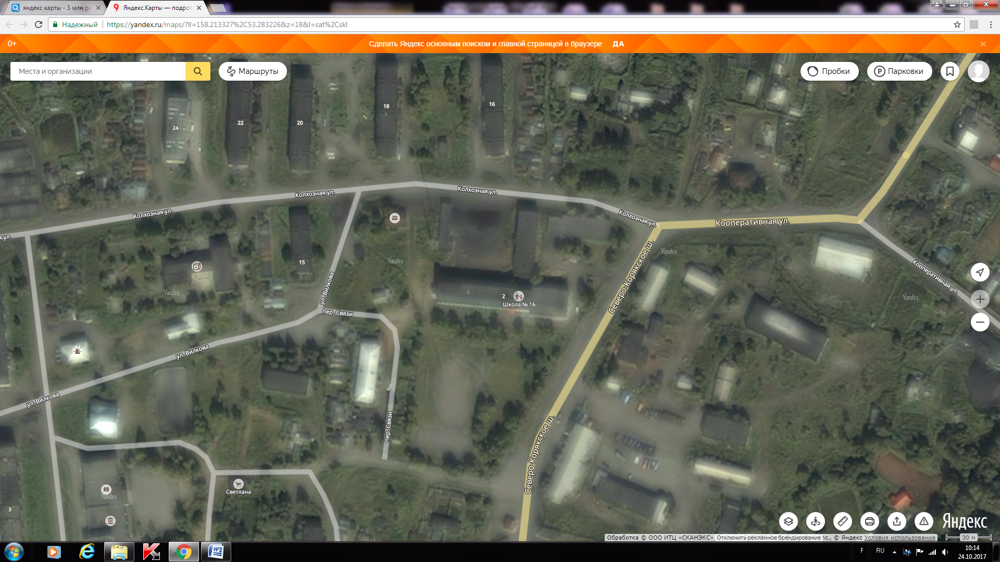 яндекс карты - 3 млн ре
Яндекс.Карты — подроб
Надежный
https://yandex.ru/maps/?ll=158.213327%2C53.283226&z=18&l=sat%2Cskl
0+
Сделать Яндекс основным поиском и главной страницей в браузере
ДА
Места и организации
Маршруты
Пробки
Парковки
18
16
24
22
20
Колхозная ул.
Колхозная ул.
Колхозная ул.
Колхозная ул.
Кооперативная ул.
я ул.
Yandex
Yandex
15
Северо-Корякское ш.
Кооперативная ул.
ул. Вилкова
Yandex
Yandex
2
Школа № 16
пер. Связи
ул. Вилкова
ул. Вилкова
пер. Связи
Северо-Корякское ш.
Светлана
Yandex
3
Яндекс
Yandex
Обработка © ООО ИТЦ «СКАНЭКС»
Отключить рекламное брендирование
nc., © Яндекс
Условия использования
30 м
F
RU
10:14
24.10.2017